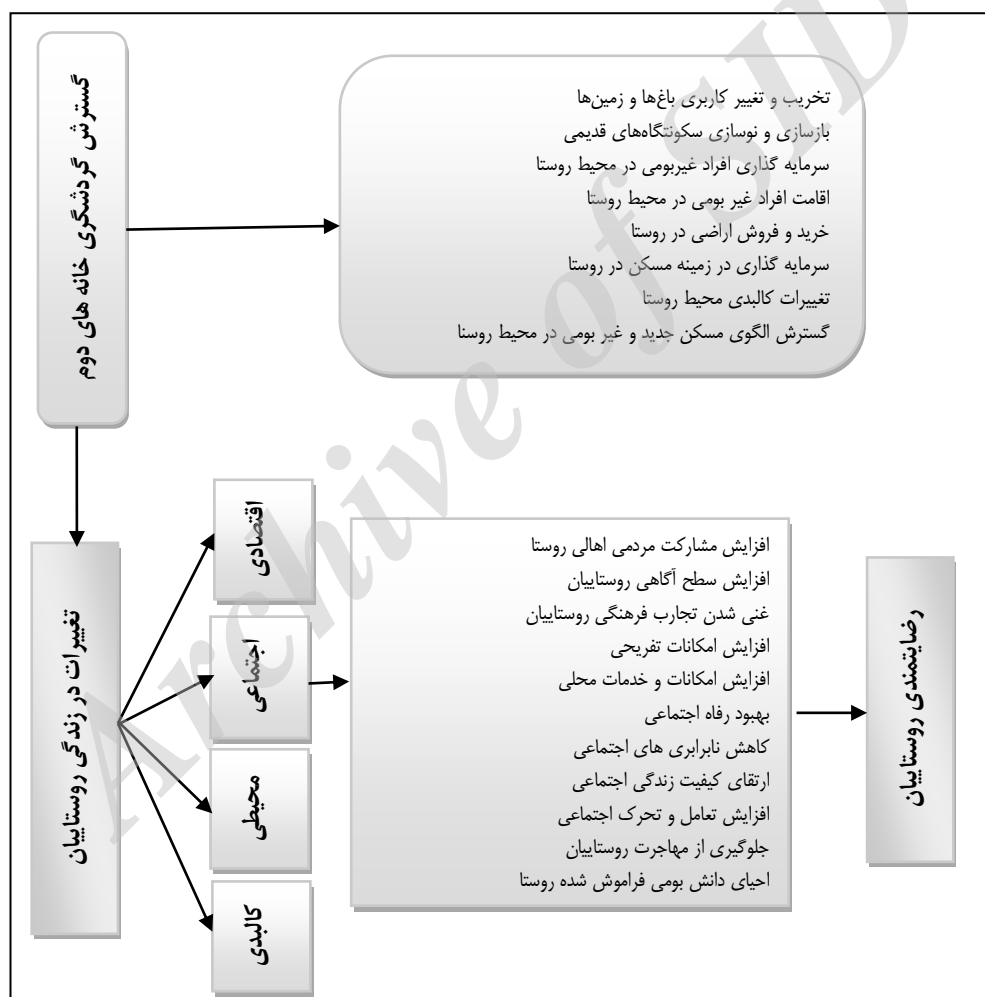 گسترش گردشگری خانه های دوم
تخریب و تغییر کاربری باغ‌ها و زمین‌ها
بازسازی و نوسازی سکونتگاه‌های قدیمی
سرمایه گذاری افراد غیربومی در محیط روستا
اقامت افراد غیر بومی در محیط روستا
خرید و فروش اراضی در روستا
سرمایه گذاری در زمینه مسکن در روستا
تغییرات کالبدی محیط روستا
گسترش الگوی مسکن جدید و غیر بومی در محیط روسنا
تغییرات در زندگی روستاییان
اقتصادی
اجتماعی
محیطی
کالبدی
افزایش مشارکت مردمی اهالی روستا
افزایش سطح آگاهی روستاییان
غنی شدن تجارب فرهنگی روستاییان
افزایش امکانات تفریحی
افزایش امکانات و خدمات محلی
بهبود رفاه اجتماعی
کاهش نابرابری های اجتماعی
ارتقای کیفیت زندگی اجتماعی
افزایش تعامل و تحرک اجتماعی
جلوگیری از مهاجرت روستاییان
احیای دانش بومی فراموش شده روستا
رضایتمندی روستاییان
Archive of SID